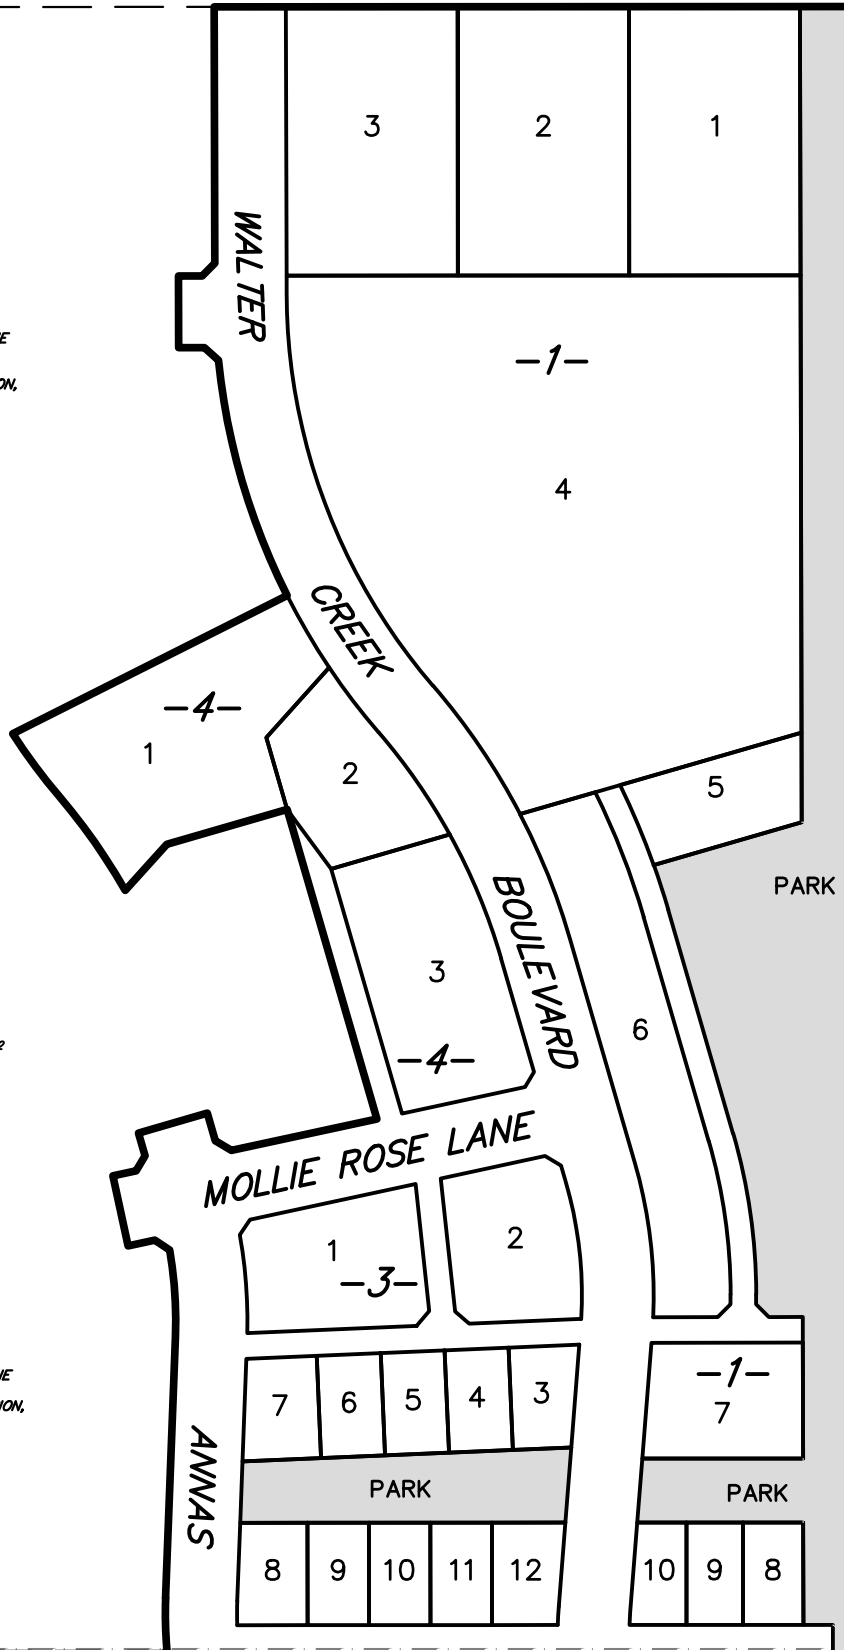 3 2 1
WALTER
-1-
ON,
4
CREEK
-4-
1
2
5
PARK
BOULEVARD
3
6
-4-
MOLLIE ROSE LANE
1
2
-3-
-1-
7
7 6 5 4 3
ION,
ANNAS
PARK
PARK
8 9 10 11 12
10 9 8